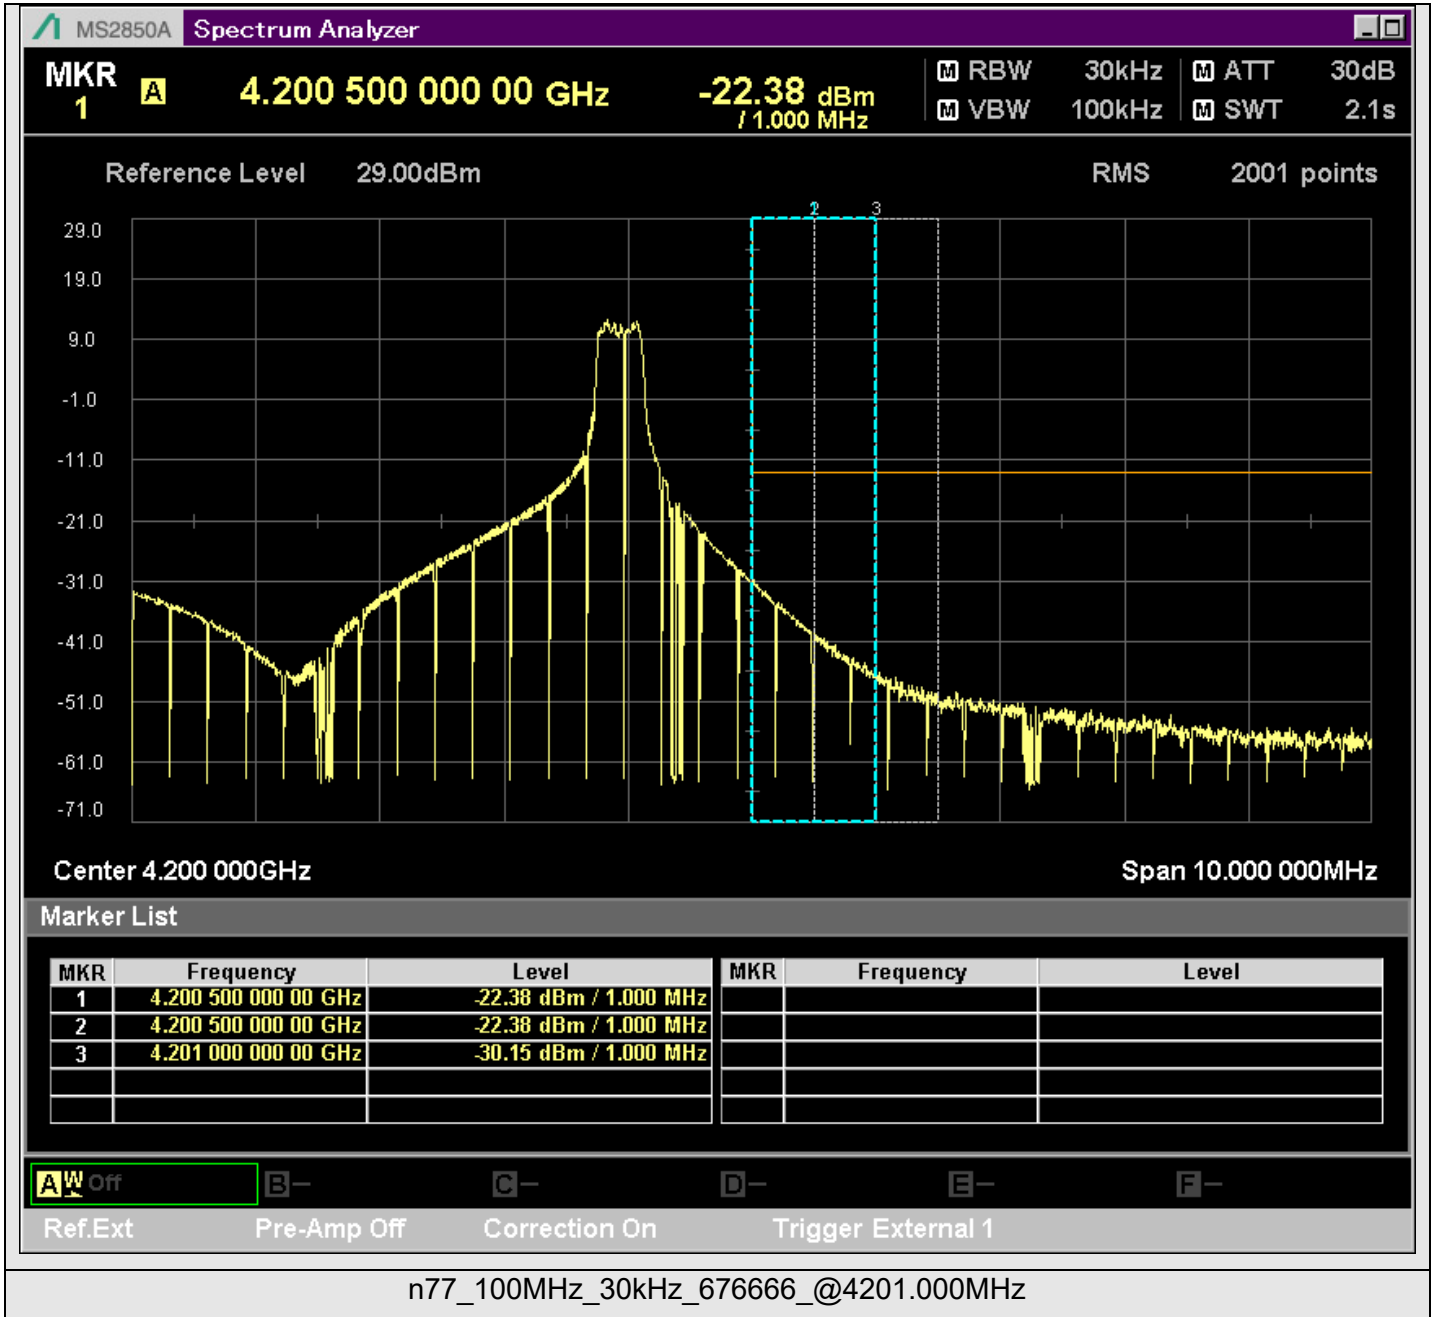 MS2850A Spectrum Analyzer
MKR 1 A 4.200 500 000 00 GHz -22.38 dBm / 1.000 MHz
M RBW 30kHz M ATT 30dB
M VBW 100kHz M SWT 2.1s
Reference Level 29.00dBm RMS 2001 points
2 3
29.0
19.0
9.0
-1.0
-11.0
-21.0
-31.0
-41.0
-51.0
-61.0
-71.0
Center 4.200 000GHz Span 10.000 000MHz
Marker List
MKR Frequency Level MKR Frequency Level
1 4.200 500 000 00 GHz -22.38 dBm / 1.000 MHz
2 4.200 500 000 00 GHz -22.38 dBm / 1.000 MHz
3 4.201 000 000 00 GHz -30.15 dBm / 1.000 MHz
A W Off B - C - D - E - F -
Ref.Ext Pre-Amp Off Correction On Trigger External 1
n77_100MHz_30kHz_676666_@4201.000MHz